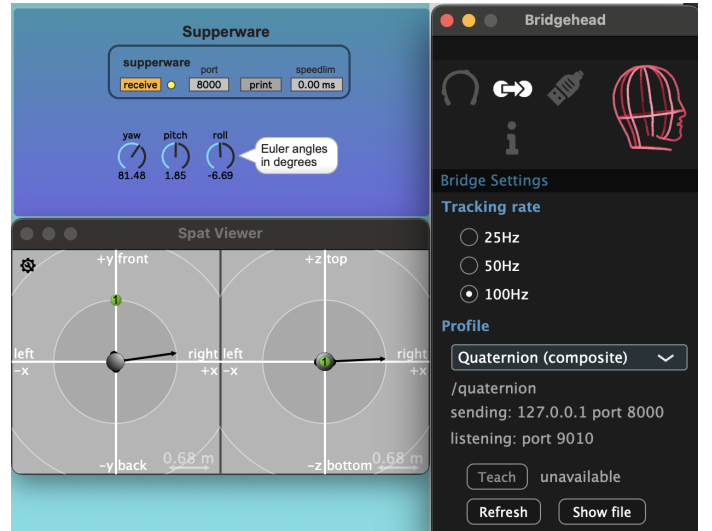 Supperware
supperware
port
speedlim
receive
8000
print
0.00 ms
yaw
pitch
roll
81.48
1.85
-6.69
Euler angles
in degrees
Spat Viewer
+y front
left
-x
right
+x
-y back
0.68 m
1
+z top
left
-x
right
+x
-z bottom
0.68 m
1
Bridgehead
Bridge Settings
Tracking rate
25Hz
50Hz
100Hz
Profile
Quaternion (composite)
/quaternion
sending: 127.0.0.1 port 8000
listening: port 9010
Teach
unavailable
Refresh
Show file